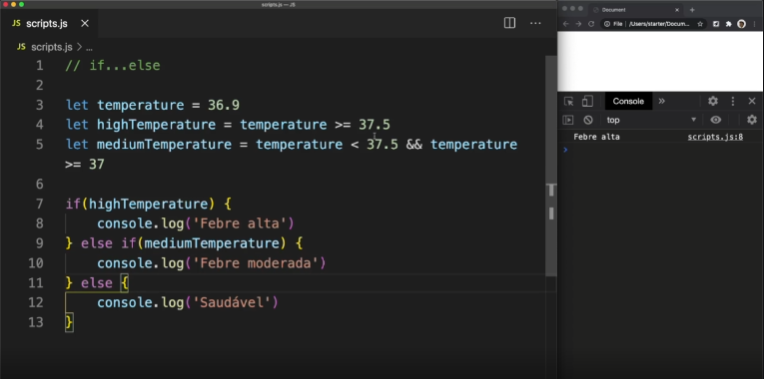 scripts.js — JS
JS scripts.js
JS scripts.js > ...
1 // if...else
2
3 let temperature = 36.9
4 let highTemperature = temperature >= 37.5
5 let mediumTemperature = temperature < 37.5 && temperature
>= 37
6
7 if(highTemperature) {
8 console.log('Febre alta')
9 } else if(mediumTemperature) {
10 console.log('Febre moderada')
11 } else {
12 console.log('Saudável')
13 }
Document
File | /Users/starter/Docum...
Console
top
Febre alta scripts.js:8